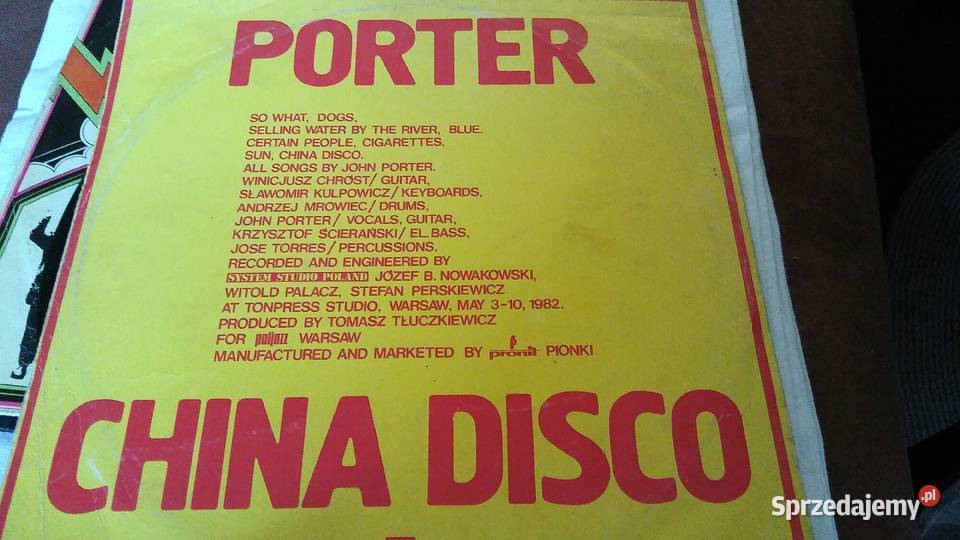 PORTER
SO WHAT, DOGS,
SELLING WATER BY THE RIVER, BLUE.
CERTAIN PEOPLE, CIGARETTES,
SUN, CHINA DISCO.
ALL SONGS BY JOHN PORTER.
WINICJUSZ CHRÓST/ GUITAR,
SŁAWOMIR KULPOWICZ/KEYBOARDS,
ANDRZEJ MROWIEC/DRUMS,
JOHN PORTER/ VOCALS, GUITAR,
KRZYSZTOF ŚCIERAŃSKI/ EL. BASS,
JOSE TORRES/PERCUSSIONS.
RECORDED AND ENGINEERED BY
SYSTEM STUDIO POLAND JÓZEF B. NOWAKOWSKI,
WITOLD PALACZ, STEFAN PERSKIEWICZ
AT TONPRESS STUDIO, WARSAW, MAY 3-10, 1982.
PRODUCED BY TOMASZ TŁUCZKIEWICZ
FOR poljazz WARSAW
MANUFACTURED AND MARKETED BY pronit PIONKI
CHINA DISCO
Sprzedajemy.pl